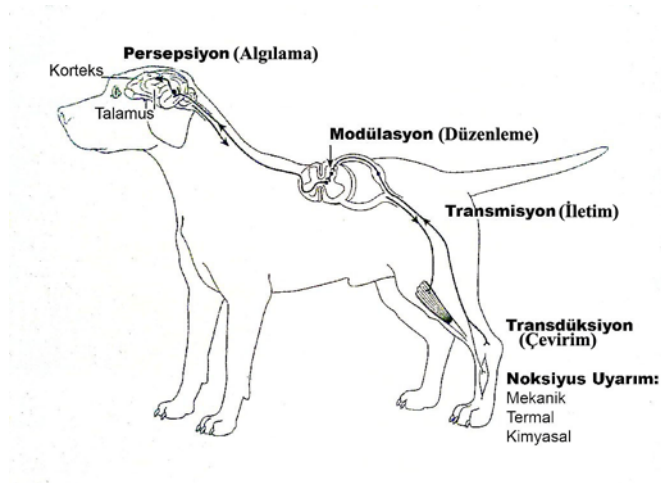 Persepsiyon (Algılama)
Korteks
Talamus
Modülasyon (Düzenleme)
Transmisyon (İletim)
Transdüksiyon
(Çevirim)
Noksiyus Uyarım:
Mekanik
Termal
Kimyasal